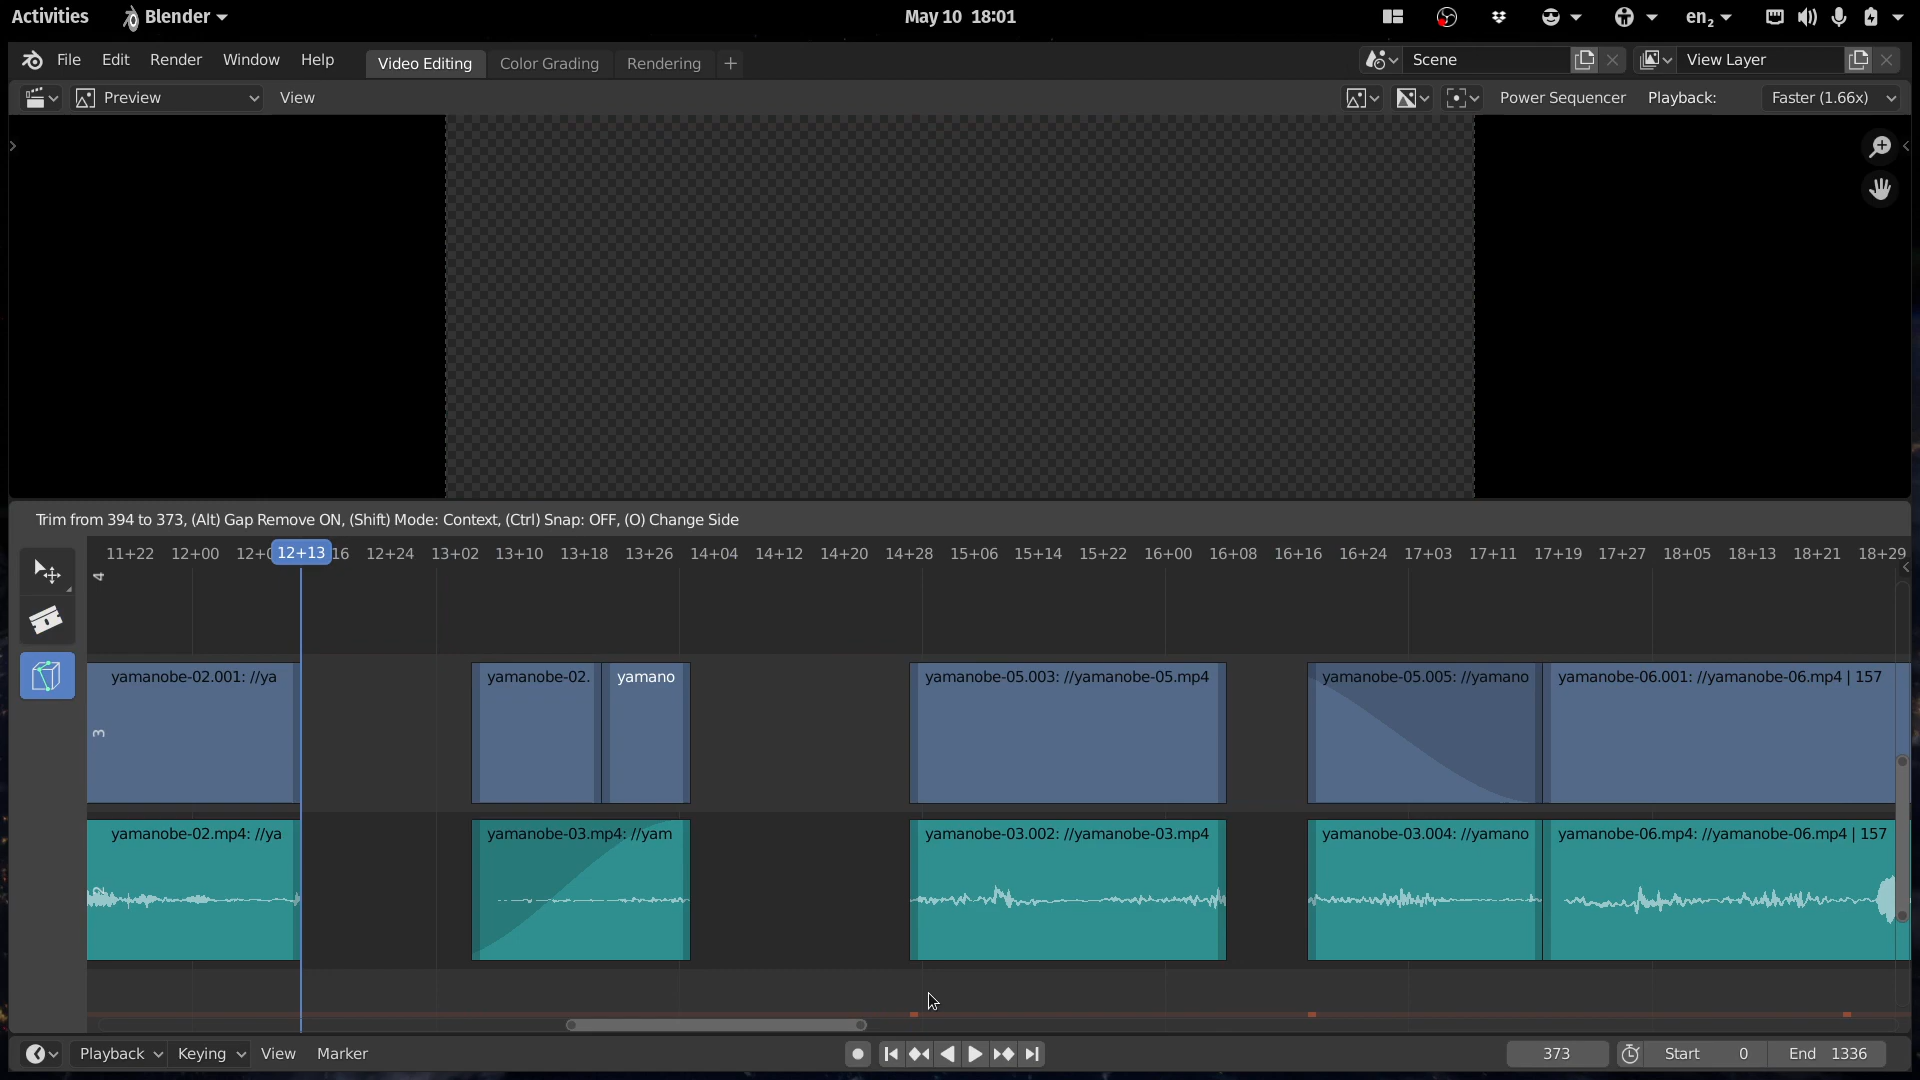 Activities Blender May 10 18:01 en₂
File Edit Render Window Help Video Editing Color Grading Rendering + Scene View Layer
Preview View Power Sequencer Playback: Faster (1.66x)
Trim from 394 to 373, (Alt) Gap Remove ON, (Shift) Mode: Context, (Ctrl) Snap: OFF, (O) Change Side
11+22 12+00 12+0 12+13 16 12+24 13+02 13+10 13+18 13+26 14+04 14+12 14+20 14+28 15+06 15+14 15+22 16+00 16+08 16+16 16+24 17+03 17+11 17+19 17+27 18+05 18+13 18+21 18+29
4
yamanobe-02.001: //ya yamanobe-02. yamano yamanobe-05.003: //yamanobe-05.mp4 yamanobe-05.005: //yamano yamanobe-06.001: //yamanobe-06.mp4 | 157
3
yamanobe-02.mp4: //ya yamanobe-03.mp4: //yam yamanobe-03.002: //yamanobe-03.mp4 yamanobe-03.004: //yamano yamanobe-06.mp4: //yamanobe-06.mp4 | 157
2
Playback Keying View Marker 373 Start 0 End 1336